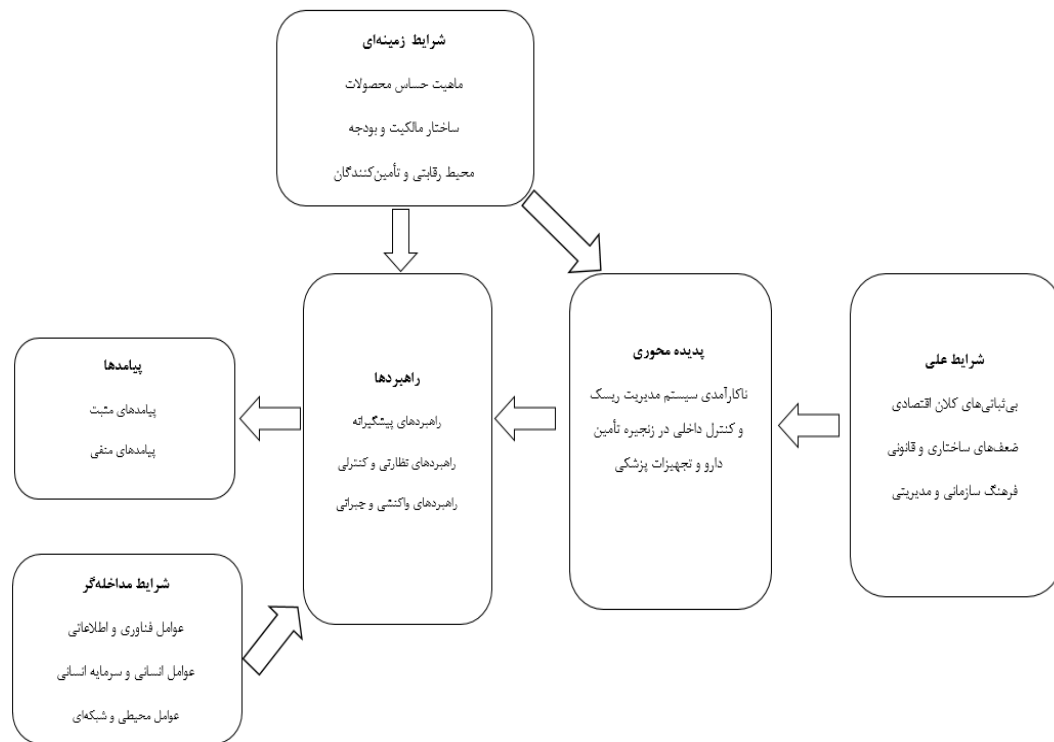 شرایط زمینه‌ای
ماهیت حساس محصولات
ساختار مالکیت و بودجه
محیط رقابتی و تأمین‌کنندگان
شرایط علی
بی‌ثباتی‌های کلان اقتصادی
ضعف‌های ساختاری و قانونی
فرهنگ سازمانی و مدیریتی
پدیده محوری
ناکارآمدی سیستم مدیریت ریسک
و کنترل داخلی در زنجیره تأمین
دارو و تجهیزات پزشکی
راهبردها
راهبردهای پیشگیرانه
راهبردهای نظارتی و کنترلی
راهبردهای واکنشی و جبرانی
پیامدها
پیامدهای مثبت
پیامدهای منفی
شرایط مداخله‌گر
عوامل فناوری و اطلاعاتی
عوامل انسانی و سرمایه انسانی
عوامل محیطی و شبکه‌ای